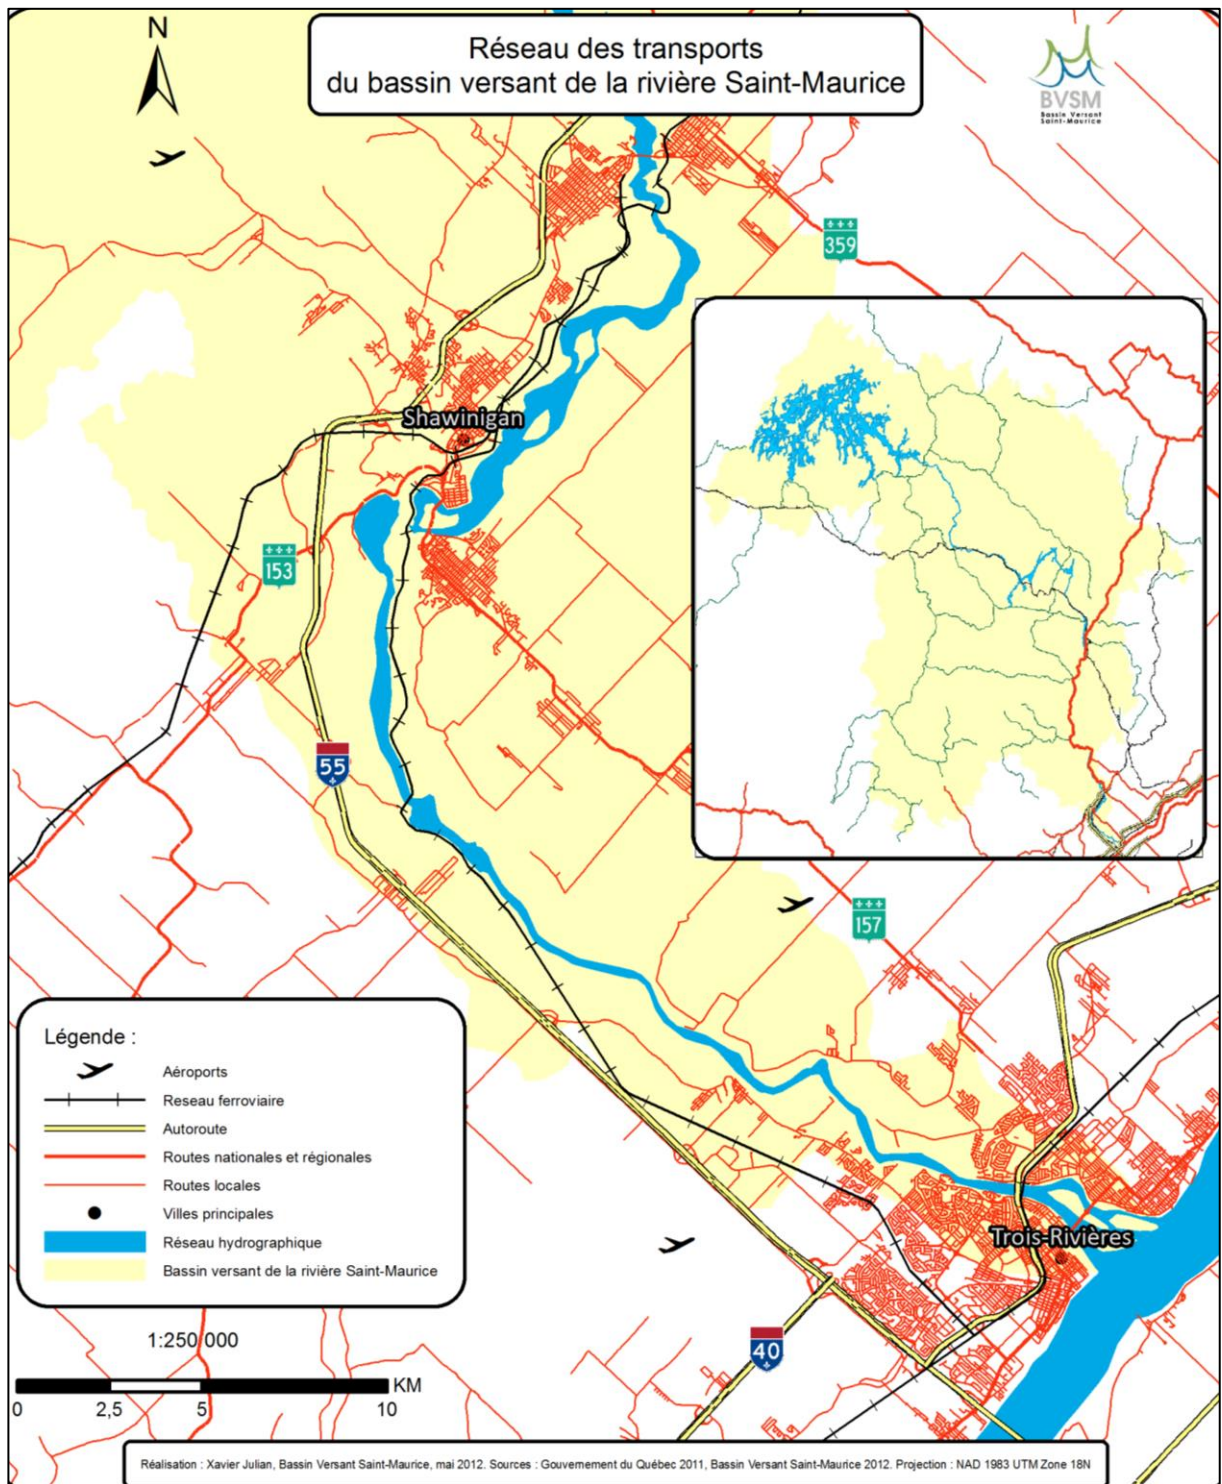 N
Réseau des transports
du bassin versant de la rivière Saint-Maurice
BVSM
Bassin Versant
Saint-Maurice
359
Shawinigan
153
55
157
Légende :
Aéroports
Reseau ferroviaire
Autoroute
Routes nationales et régionales
Routes locales
Villes principales
Réseau hydrographique
Bassin versant de la rivière Saint-Maurice
Trois-Rivières
40
1:250 000
KM
0 2,5 5 10
Réalisation : Xavier Julian, Bassin Versant Saint-Maurice, mai 2012. Sources : Gouvernement du Québec 2011, Bassin Versant Saint-Maurice 2012. Projection : NAD 1983 UTM Zone 18N